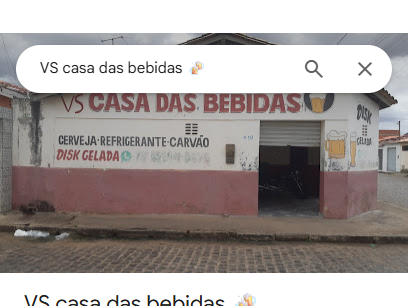 VS casa das bebidas
VS CASA DAS BEBIDAS
DISK
CERVEJA·REFRIGERANTE·CARVÃO
DISK GELADA
GELADA
VS casa das bebidas